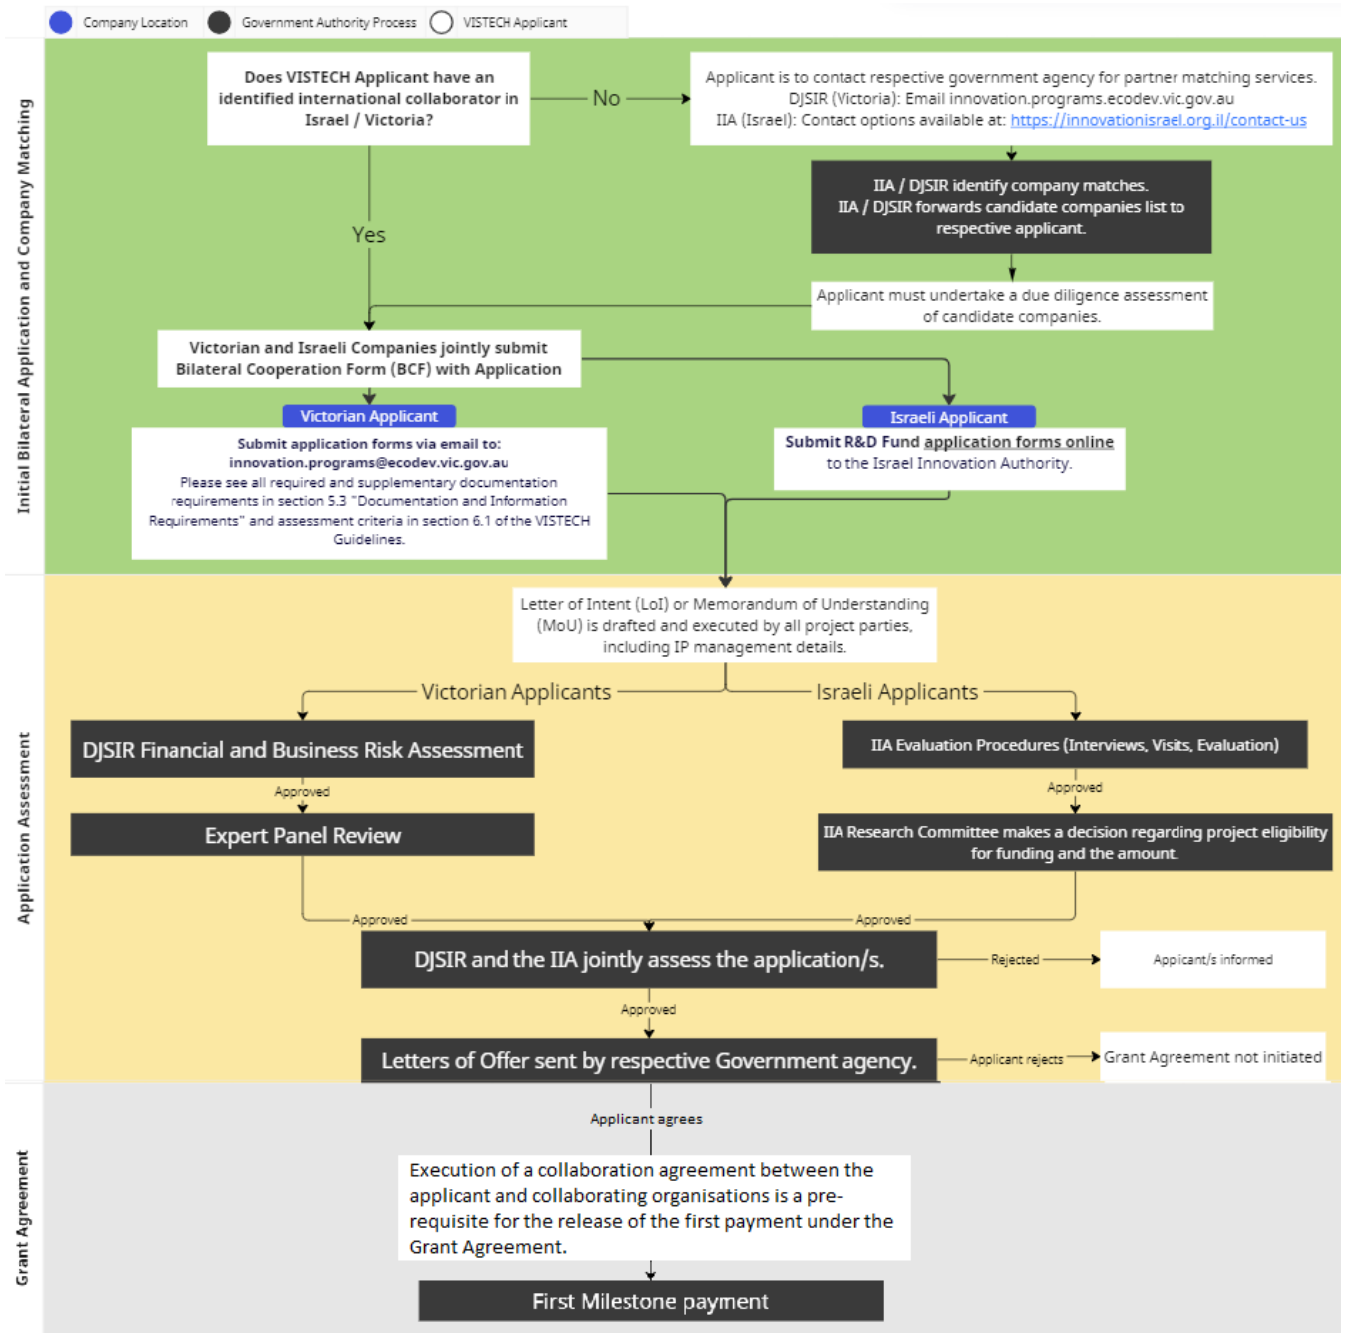 Company Location
Government Authority Process
VISTECH Applicant
Initial Bilateral Application and Company Matching
Does VISTECH Applicant have an
identified international collaborator in
Israel / Victoria?
No
Applicant is to contact respective government agency for partner matching services.
DJSIR (Victoria): Email innovation.programs.ecodev.vic.gov.au
IIA (Israel): Contact options available at: https://innovationisrael.org.il/contact-us
IIA / DJSIR identify company matches.
IIA / DJSIR forwards candidate companies list to
respective applicant.
Yes
Applicant must undertake a due diligence assessment
of candidate companies.
Victorian and Israeli Companies jointly submit
Bilateral Cooperation Form (BCF) with Application
Victorian Applicant
Submit application forms via email to:
innovation.programs@ecodev.vic.gov.au
Please see all required and supplementary documentation
requirements in section 5.3 "Documentation and Information
Requirements" and assessment criteria in section 6.1 of the VISTECH
Guidelines.
Israeli Applicant
Submit R&D Fund application forms online
to the Israel Innovation Authority.
Application Assessment
Letter of Intent (LoI) or Memorandum of Understanding
(MoU) is drafted and executed by all project parties,
including IP management details.
Victorian Applicants
Israeli Applicants
DJSIR Financial and Business Risk Assessment
IIA Evaluation Procedures (Interviews, Visits, Evaluation)
Approved
Approved
Expert Panel Review
IIA Research Committee makes a decision regarding project eligibility
for funding and the amount.
Approved
Approved
DJSIR and the IIA jointly assess the application/s.
Rejected
Appicant/s informed
Approved
Letters of Offer sent by respective Government agency.
Applicant rejects
Grant Agreement not initiated
Grant Agreement
Applicant agrees
Execution of a collaboration agreement between the
applicant and collaborating organisations is a pre-
requisite for the release of the first payment under the
Grant Agreement.
First Milestone payment